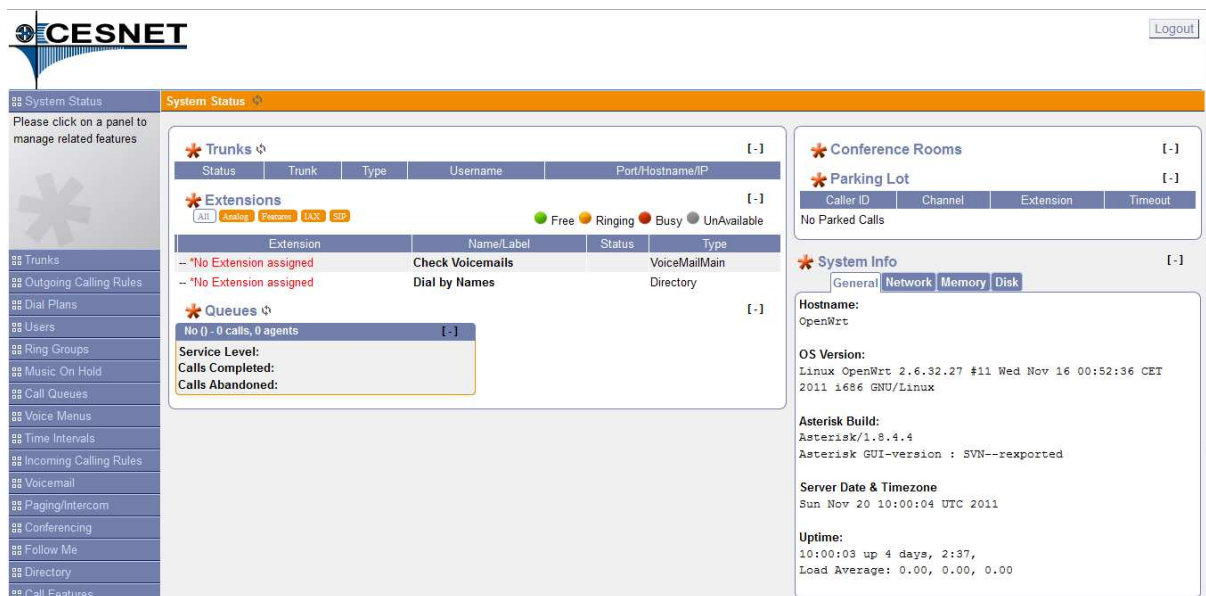 CESNET
Logout
System Status
Please click on a panel to
manage related features
Trunks
Outgoing Calling Rules
Dial Plans
Users
Ring Groups
Music On Hold
Call Queues
Voice Menus
Time Intervals
Incoming Calling Rules
Voicemail
Paging/Intercom
Conferencing
Follow Me
Directory
Call Features
System Status
Trunks [-]
Status Trunk Type Username Port/Hostname/IP
Extensions [-]
All Analog Features IAX SIP
Free Ringing Busy UnAvailable
Extension Name/Label Status Type
-- *No Extension assigned Check Voicemails VoiceMailMain
-- *No Extension assigned Dial by Names Directory
Queues [-]
No () - 0 calls, 0 agents [-]
Service Level:
Calls Completed:
Calls Abandoned:
Conference Rooms [-]
Parking Lot [-]
Caller ID Channel Extension Timeout
No Parked Calls
System Info [-]
General Network Memory Disk
Hostname:
OpenWrt
OS Version:
Linux OpenWrt 2.6.32.27 #11 Wed Nov 16 00:52:36 CET
2011 i686 GNU/Linux
Asterisk Build:
Asterisk/1.8.4.4
Asterisk GUI-version : SVN--rexported
Server Date & Timezone
Sun Nov 20 10:00:04 UTC 2011
Uptime:
10:00:03 up 4 days, 2:37,
Load Average: 0.00, 0.00, 0.00